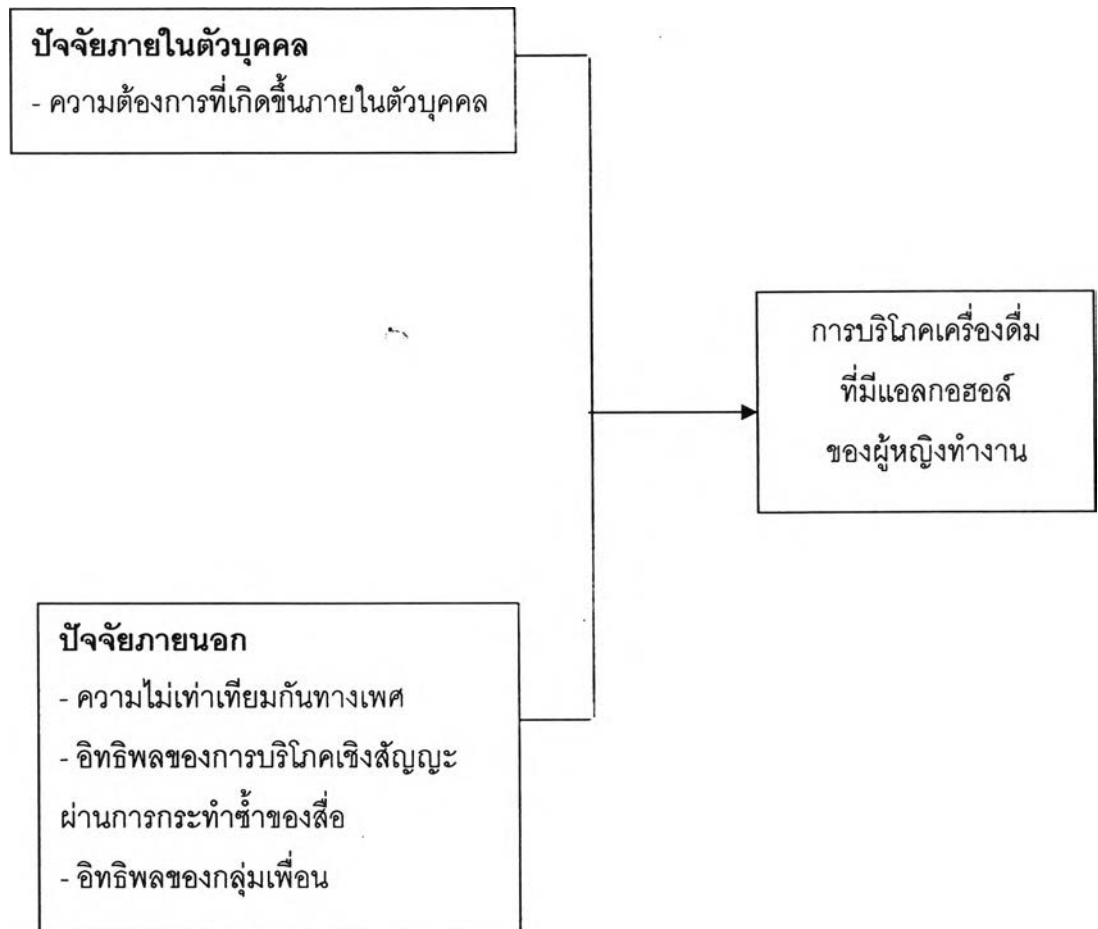 ปัจจัยภายในตัวบุคคล
- ความต้องการที่เกิดขึ้นภายในตัวบุคคล
การบริโภคเครื่องดื่ม
ที่มีแอลกอฮอล์
ของผู้หญิงทำงาน
ปัจจัยภายนอก
- ความไม่เท่าเทียมกันทางเพศ
- อิทธิพลของการบริโภคเชิงสัญญะ
ผ่านการกระทำซ้ำของสื่อ
- อิทธิพลของกลุ่มเพื่อน